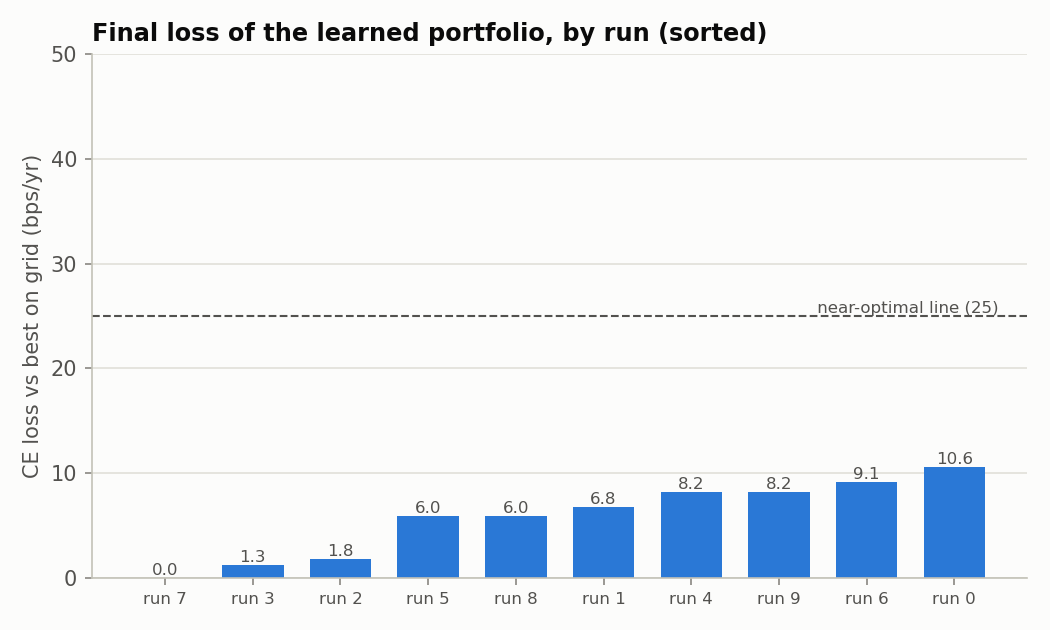 Final loss of the learned portfolio, by run (sorted)
CE loss vs best on grid (bps/yr)
50
40
30
20
10
0
near-optimal line (25)
0.0
1.3
1.8
6.0
6.0
6.8
8.2
8.2
9.1
10.6
run 7
run 3
run 2
run 5
run 8
run 1
run 4
run 9
run 6
run 0